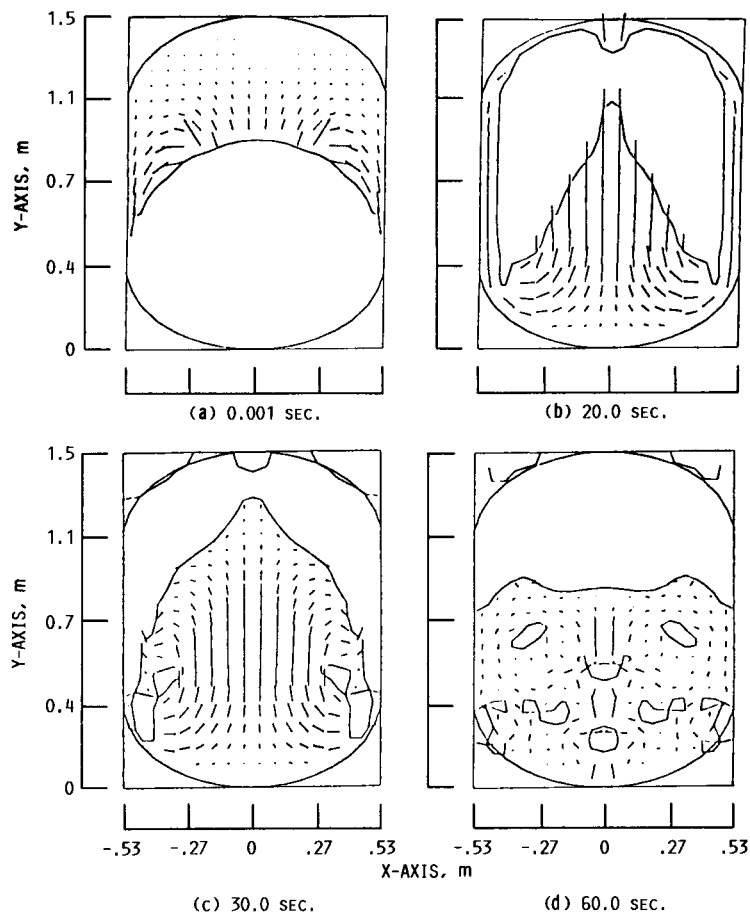 1.5
1.1
0.7
0.4
0
Y-AXIS, m
(a) 0.001 SEC.
(b) 20.0 SEC.
1.5
1.1
0.7
0.4
0
Y-AXIS, m
-.53 -.27 0 .27 .53
-.53 -.27 0 .27 .53
X-AXIS, m
(c) 30.0 SEC.
(d) 60.0 SEC.